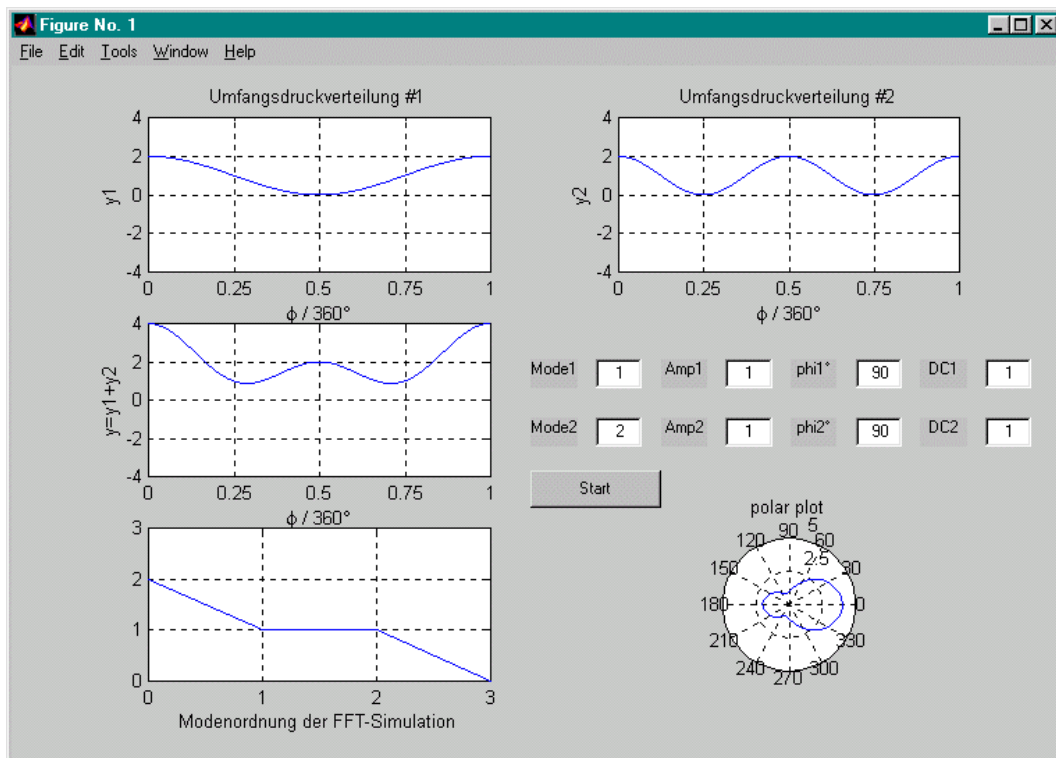 Figure No. 1
File Edit Tools Window Help
Umfangsdruckverteilung #1
4
2
0
-2
-4
y1
0 0.25 0.5 0.75 1
ϕ / 360°
Umfangsdruckverteilung #2
4
2
0
-2
-4
y2
0 0.25 0.5 0.75 1
ϕ / 360°
4
2
0
-2
-4
y=y1+y2
0 0.25 0.5 0.75 1
ϕ / 360°
Mode1 1 Amp1 1 phi1° 90 DC1 1
Mode2 2 Amp2 1 phi2° 90 DC2 1
Start
3
2
1
0
0 1 2 3
Modenordnung der FFT-Simulation
polar plot
90 5
120 60
2.5
150 30
180 0
210 330
240 300
270